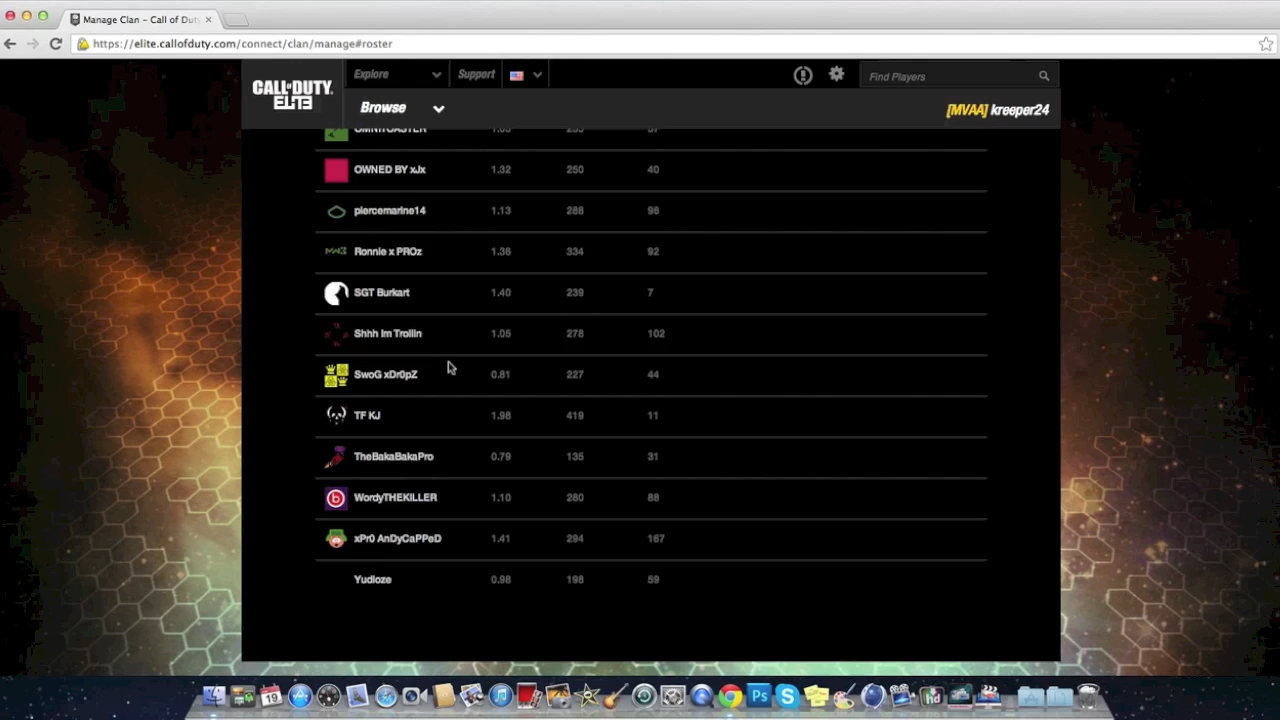 Manage Clan – Call of Dut
https://elite.callofduty.com/connect/clan/manage#roster
CALL OF DUTY. ELITE
Explore Support Find Players
Browse [MVAA] kreeper24
OWNED BY xJx 1.32 250 40
piercemarine14 1.13 288 96
MW3 Ronnie x PROz 1.36 334 92
SGT Burkart 1.40 239 7
Shhh Im Trollin 1.05 278 102
SwoG xDr0pZ 0.81 227 44
TF KJ 1.98 419 11
TheBakaBakaPro 0.79 135 31
b WordyTHEKILLER 1.10 280 88
xPr0 AnDyCaPPeD 1.41 294 167
Yudloze 0.98 198 59
19 Ps S hd